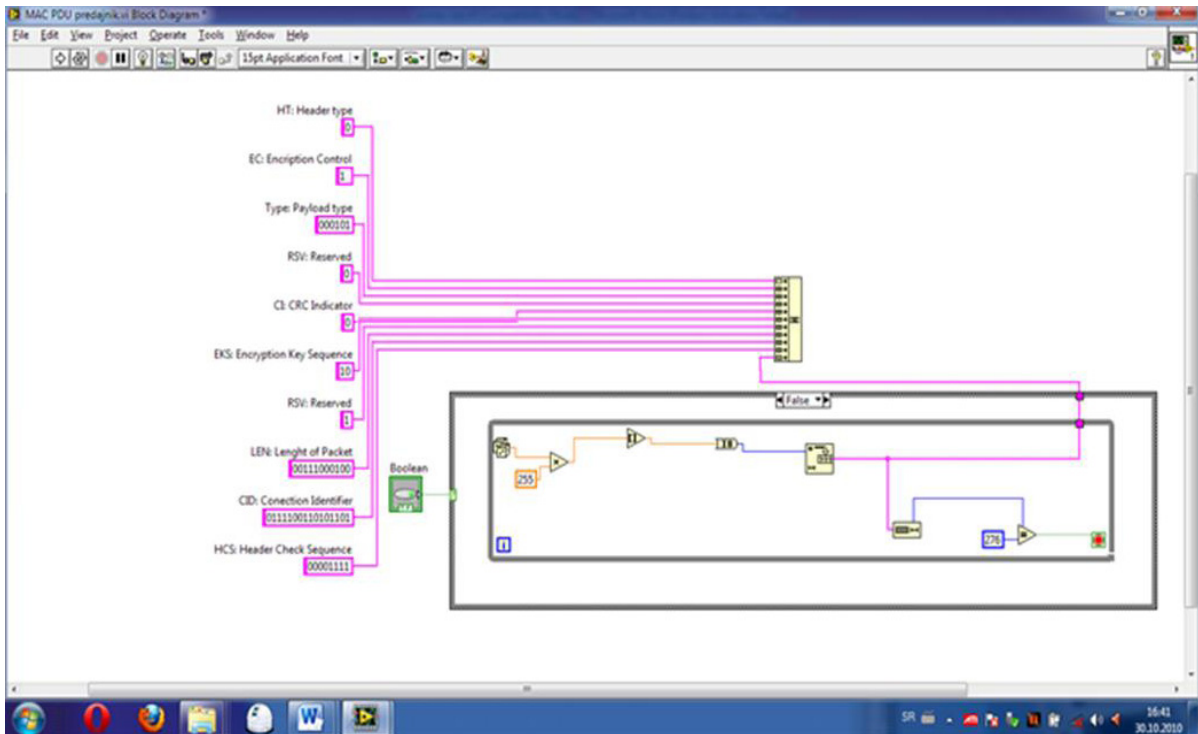 MAC PDU predajnik.vi Block Diagram *
File Edit View Project Operate Tools Window Help
15pt Application Font
HT: Header type
0
EC: Encription Control
1
Type: Payload type
000101
RSV: Reserved
0
CI: CRC Indicator
0
EKS: Encryption Key Sequence
10
RSV: Reserved
1
LEN: Lenght of Packet
00111000100
CID: Conection Identifier
0111100110101101
HCS: Header Check Sequence
00001111
Boolean
False
255
276
i
SR
16:41
30.10.2010